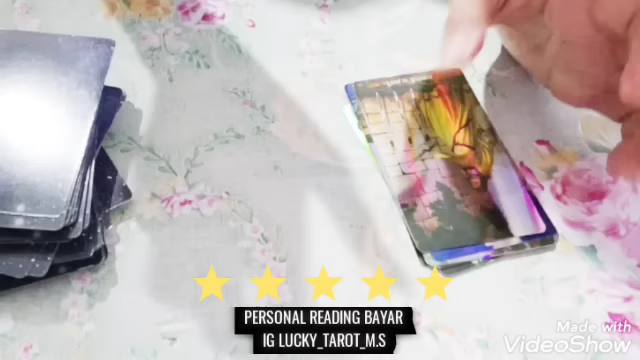 PERSONAL READING BAYAR
IG LUCKY_TAROT_M.S
Made with
VideoShow